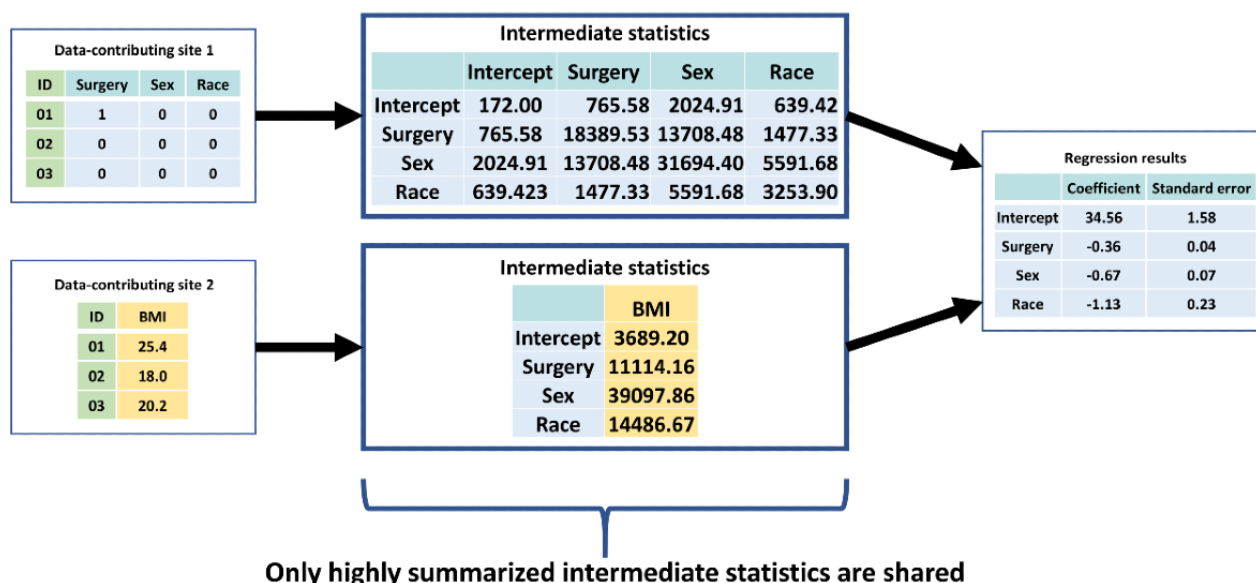 Data-contributing site 1
ID Surgery Sex Race
01 1 0 0
02 0 0 0
03 0 0 0
Intermediate statistics
Intercept Surgery Sex Race
Intercept 172.00 765.58 2024.91 639.42
Surgery 765.58 18389.53 13708.48 1477.33
Sex 2024.91 13708.48 31694.40 5591.68
Race 639.423 1477.33 5591.68 3253.90
Data-contributing site 2
ID BMI
01 25.4
02 18.0
03 20.2
Intermediate statistics
BMI
Intercept 3689.20
Surgery 11114.16
Sex 39097.86
Race 14486.67
Regression results
Coefficient Standard error
Intercept 34.56 1.58
Surgery -0.36 0.04
Sex -0.67 0.07
Race -1.13 0.23
Only highly summarized intermediate statistics are shared